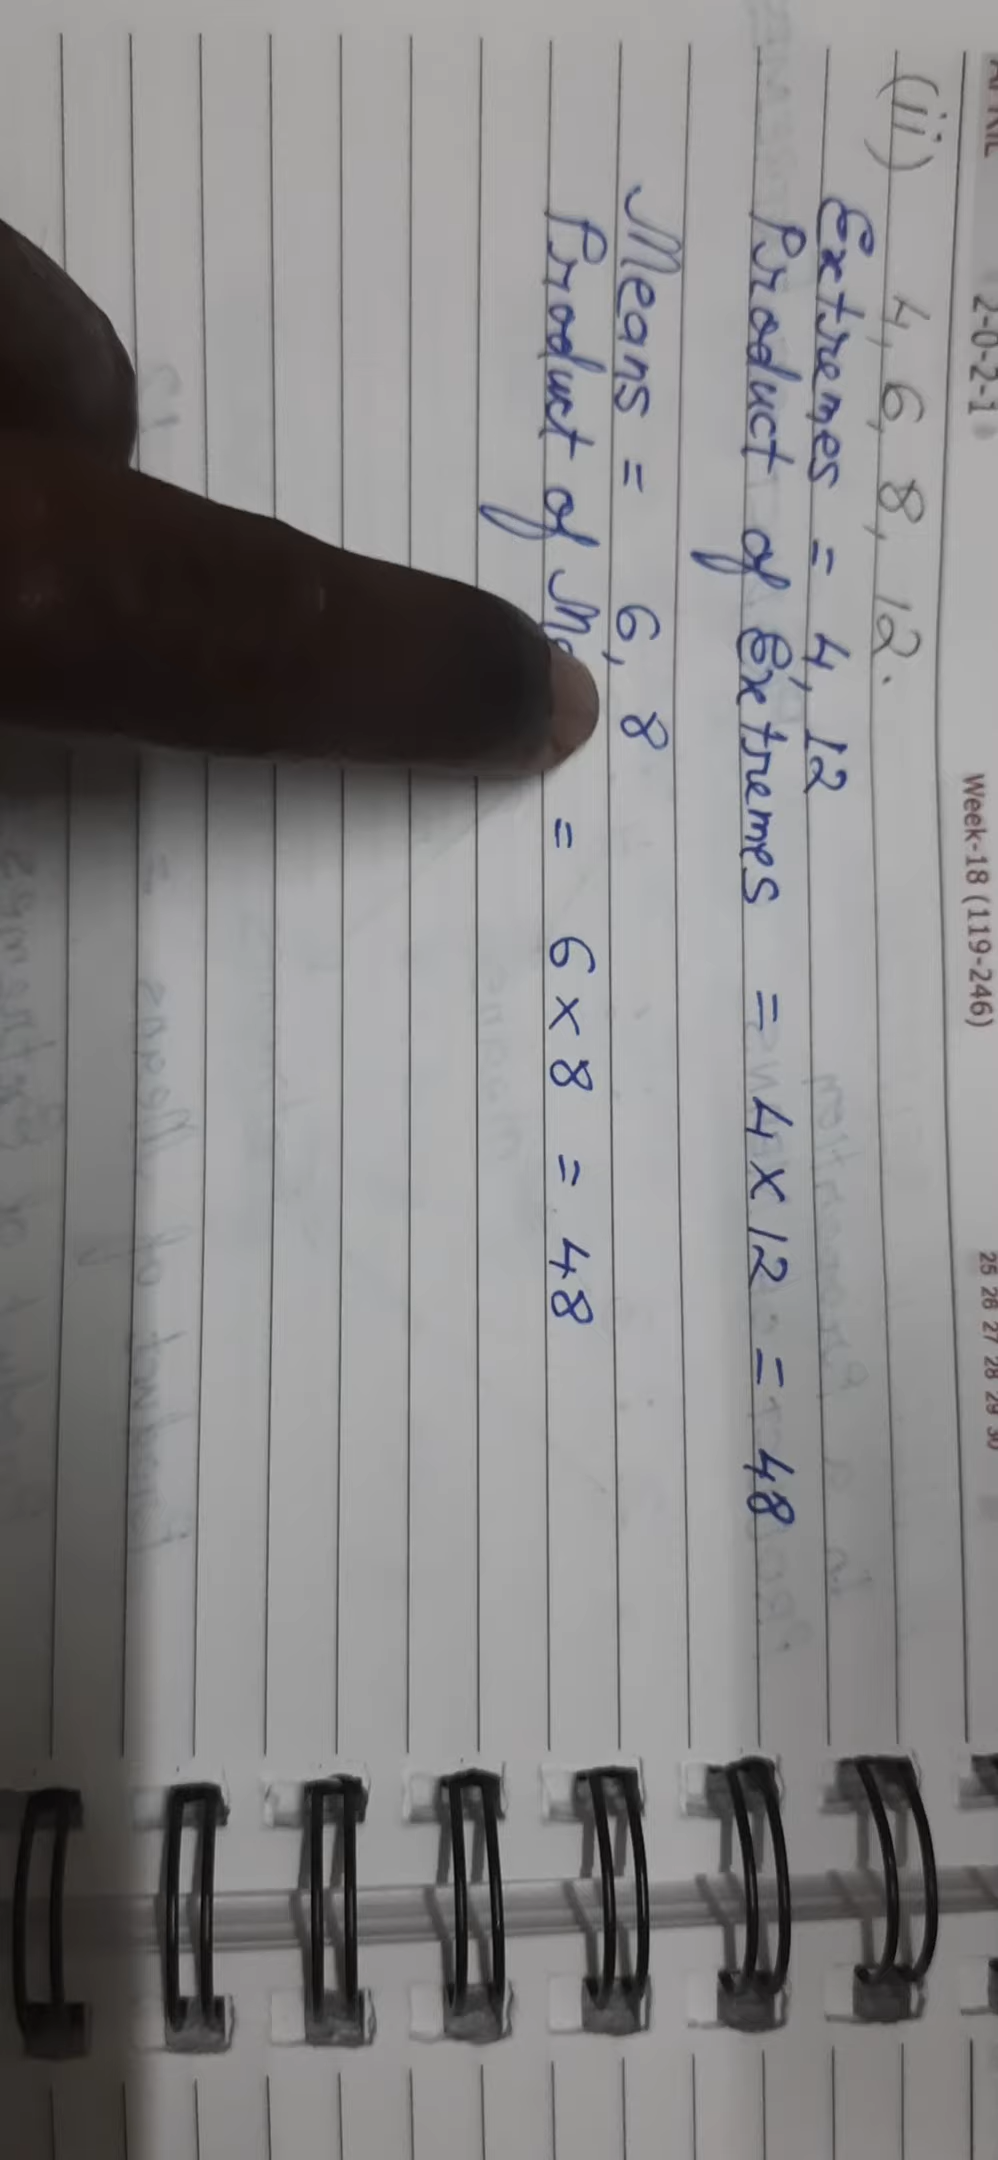 2-0-2-1 Week-18 (119-246) 25 26 27 28 29 30
(ii) 4, 6, 8, 12.
Extremes = 4, 12
Product of Extremes = 4 x 12 = 48
Means = 6, 8
Product of = 6 x 8 = 48